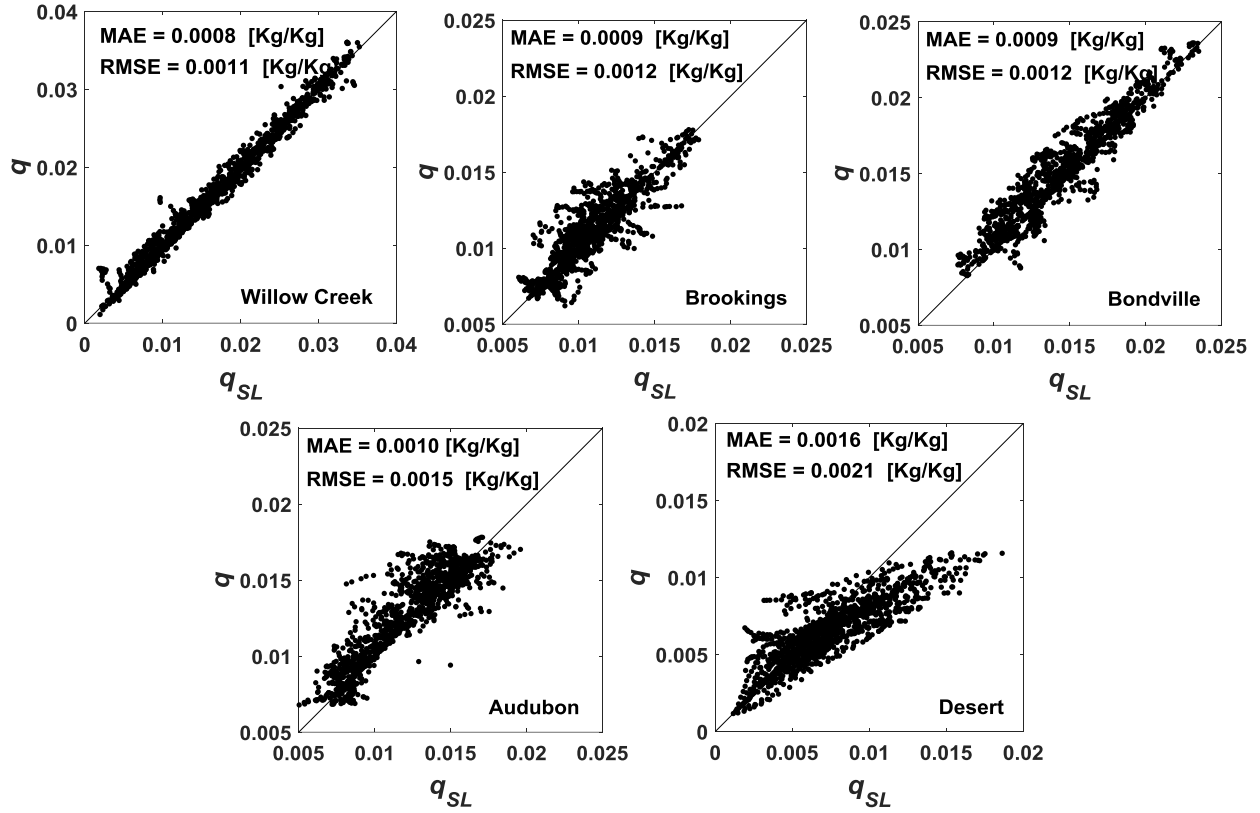 0.04
0.03
0.02
0.01
0
0 0.01 0.02 0.03 0.04
q
q_SL
MAE = 0.0008 [Kg/Kg]
RMSE = 0.0011 [Kg/Kg]
Willow Creek
0.025
0.02
0.015
0.01
0.005
0.005 0.01 0.015 0.02 0.025
q
q_SL
MAE = 0.0009 [Kg/Kg]
RMSE = 0.0012 [Kg/Kg]
Brookings
0.025
0.02
0.015
0.01
0.005
0.005 0.01 0.015 0.02 0.025
q
q_SL
MAE = 0.0009 [Kg/Kg]
RMSE = 0.0012 [Kg/Kg]
Bondville
0.025
0.02
0.015
0.01
0.005
0.005 0.01 0.015 0.02 0.025
q
q_SL
MAE = 0.0010 [Kg/Kg]
RMSE = 0.0015 [Kg/Kg]
Audubon
0.02
0.015
0.01
0.005
0
0 0.005 0.01 0.015 0.02
q
q_SL
MAE = 0.0016 [Kg/Kg]
RMSE = 0.0021 [Kg/Kg]
Desert